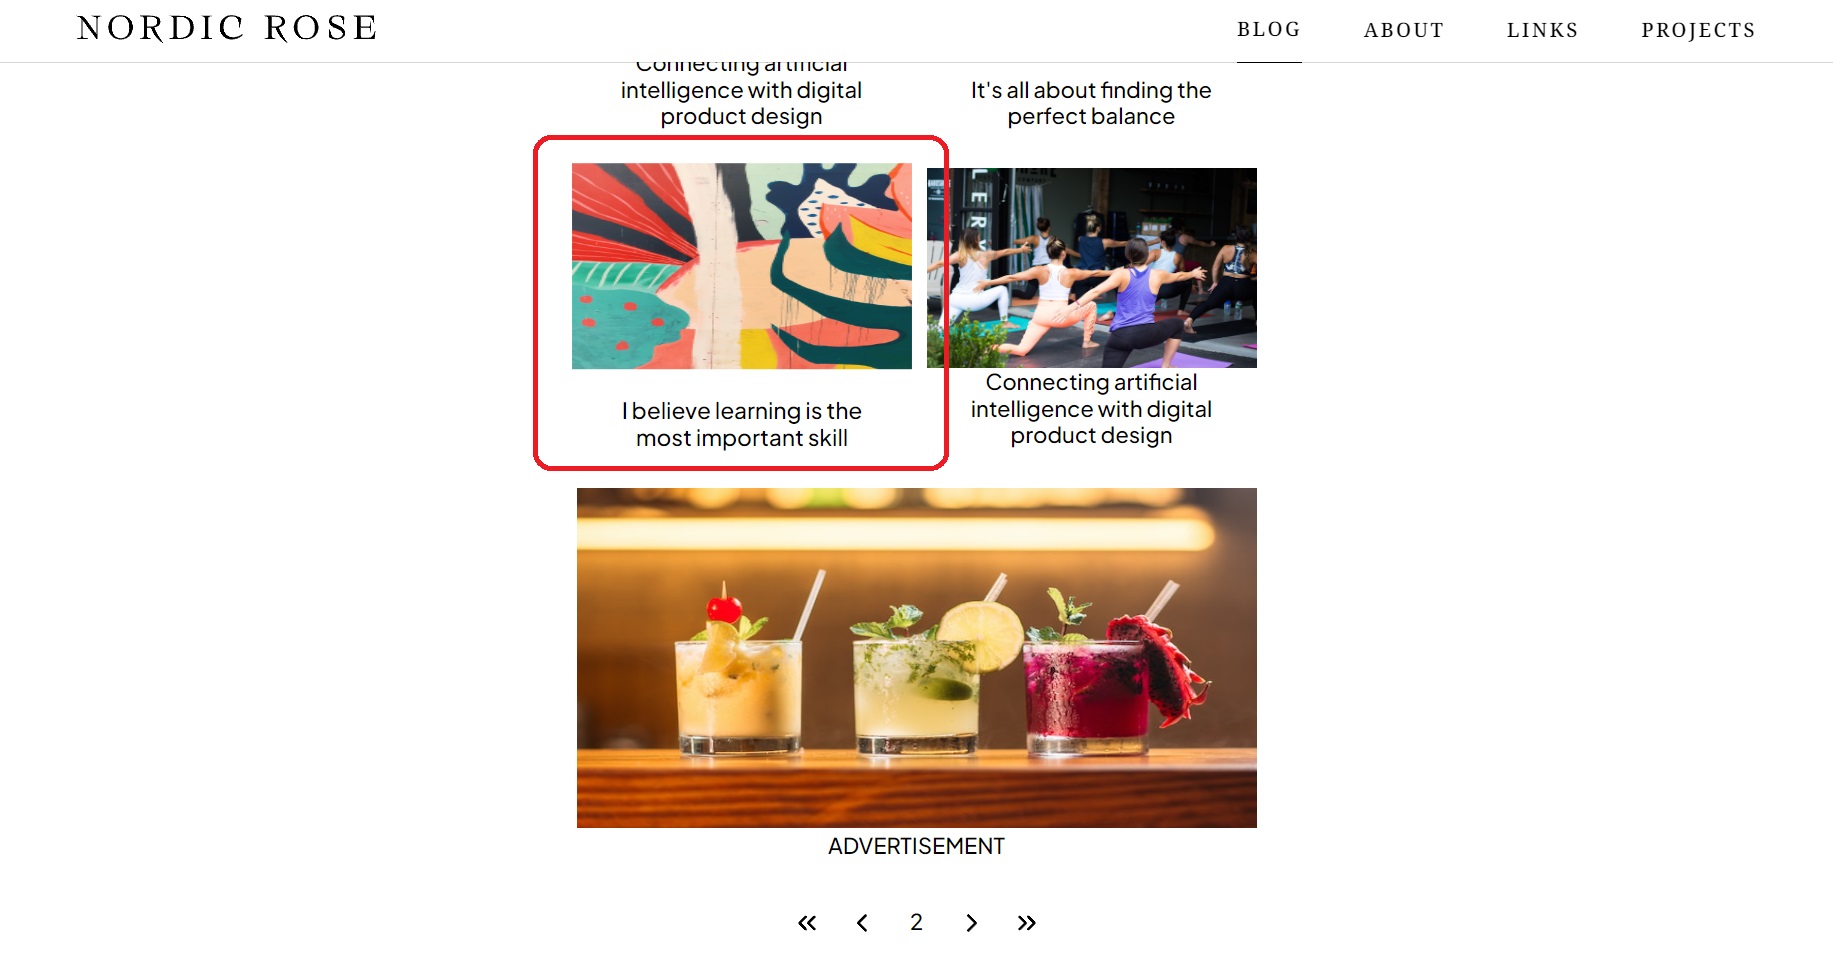 NORDIC ROSE
BLOG
ABOUT
LINKS
PROJECTS
Connecting artificial
intelligence with digital
product design
It's all about finding the
perfect balance
LERY
I believe learning is the
most important skill
Connecting artificial
intelligence with digital
product design
ADVERTISEMENT
2